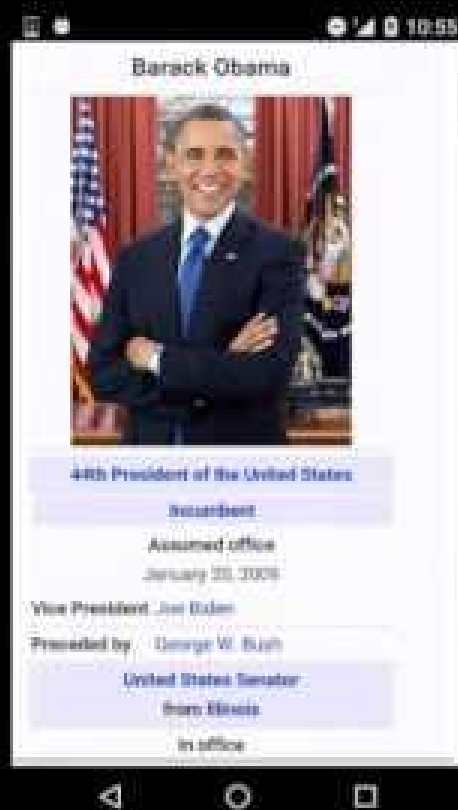 10:55
Barack Obama
44th President of the United States
Incumbent
Assumed office
January 20, 2009
Vice President Joe Biden
Preceded by George W. Bush
United States Senator
from Illinois
In office